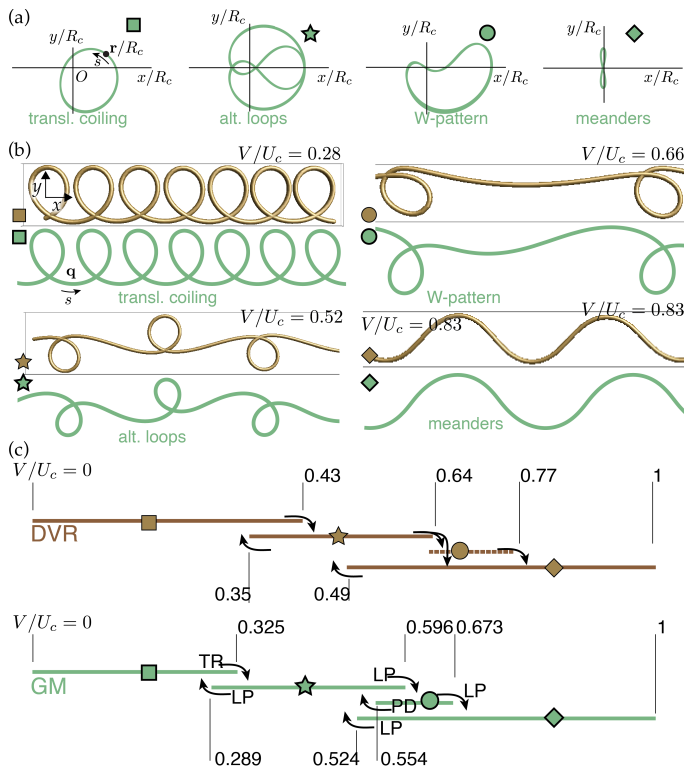 (a)
y/R_c
r/R_c
s
O
x/R_c
transl. coiling
y/R_c
x/R_c
alt. loops
y/R_c
x/R_c
W-pattern
y/R_c
x/R_c
meanders
(b)
V/U_c = 0.28
y
x
q
s
transl. coiling
V/U_c = 0.66
W-pattern
V/U_c = 0.52
alt. loops
V/U_c = 0.83
V/U_c = 0.83
meanders
(c)
V/U_c = 0
0.43
0.64
0.77
1
DVR
0.35
0.49
V/U_c = 0
0.325
0.596
0.673
1
TR
LP
LP
GM
LP
PD
LP
0.289
0.524
0.554